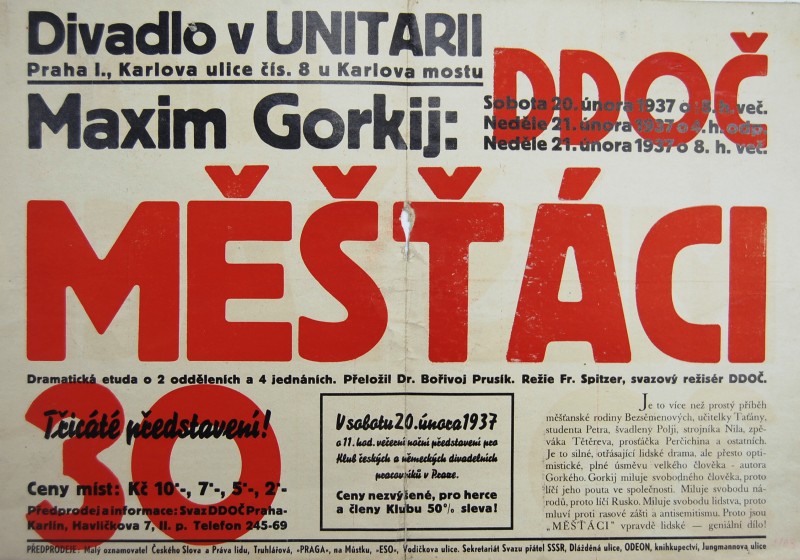 Divadlo v UNITARII
Praha I., Karlova ulice čís. 8 u Karlova mostu
DDOČ
Maxim Gorkij:
Sobota 20. února 1937 o 8. h. več.
Neděle 21. února 1937 o 4. h. odp.
Neděle 21. února 1937 o 8. h. več.
MĚŠŤÁCI
Dramatická etuda o 2 odděleních a 4 jednáních. Přeložil Dr. Bořivoj Prusík. Režie Fr. Spitzer, svazový režisér DDOČ.
30
Třicáté představení!
Ceny míst: Kč 10·-, 7·-, 5·-, 2·-
Předprodej a informace: Svaz DDOČ Praha-
Karlín, Havlíčkova 7, II. p. Telefon 245-69
V sobotu 20. února 1937
o 11. hod. večerní noční představení pro
Klub českých a německých divadelních
pracovníků v Praze.
Ceny nezvýšené, pro herce
a členy Klubu 50% sleva!
Je to více než prostý příběh
měšťanské rodiny Bezsěmenových, učitelky Taťány,
studenta Petra, švadleny Polji, strojníka Nila, zpě-
váka Tětěreva, prosťáčka Perčichina a ostatních.
Je to silné, otřásající lidské drama, ale přesto opti-
mistické, plné úsměvu velkého člověka - autora
Gorkého. Gorkij miluje svobodného člověka, proto
líčí jeho pouta ve společnosti. Miluje svobodu ná-
rodů, proto líčí Rusko. Miluje svobodu lidstva, proto
mluví proti rasové zášti a antisemitismu. Proto jsou
„MĚŠŤÁCI" vpravdě lidské — geniální dílo!
PŘEDPRODEJE: Malý oznamovatel Českého Slova a Práva lidu, Truhlářová, «PRAGA», na Můstku, «ESO», Vodičkova ulice. Sekretariát Svazu přátel SSSR, Dlážděná ulice, ODEON, knihkupectví, Jungmannova ulice